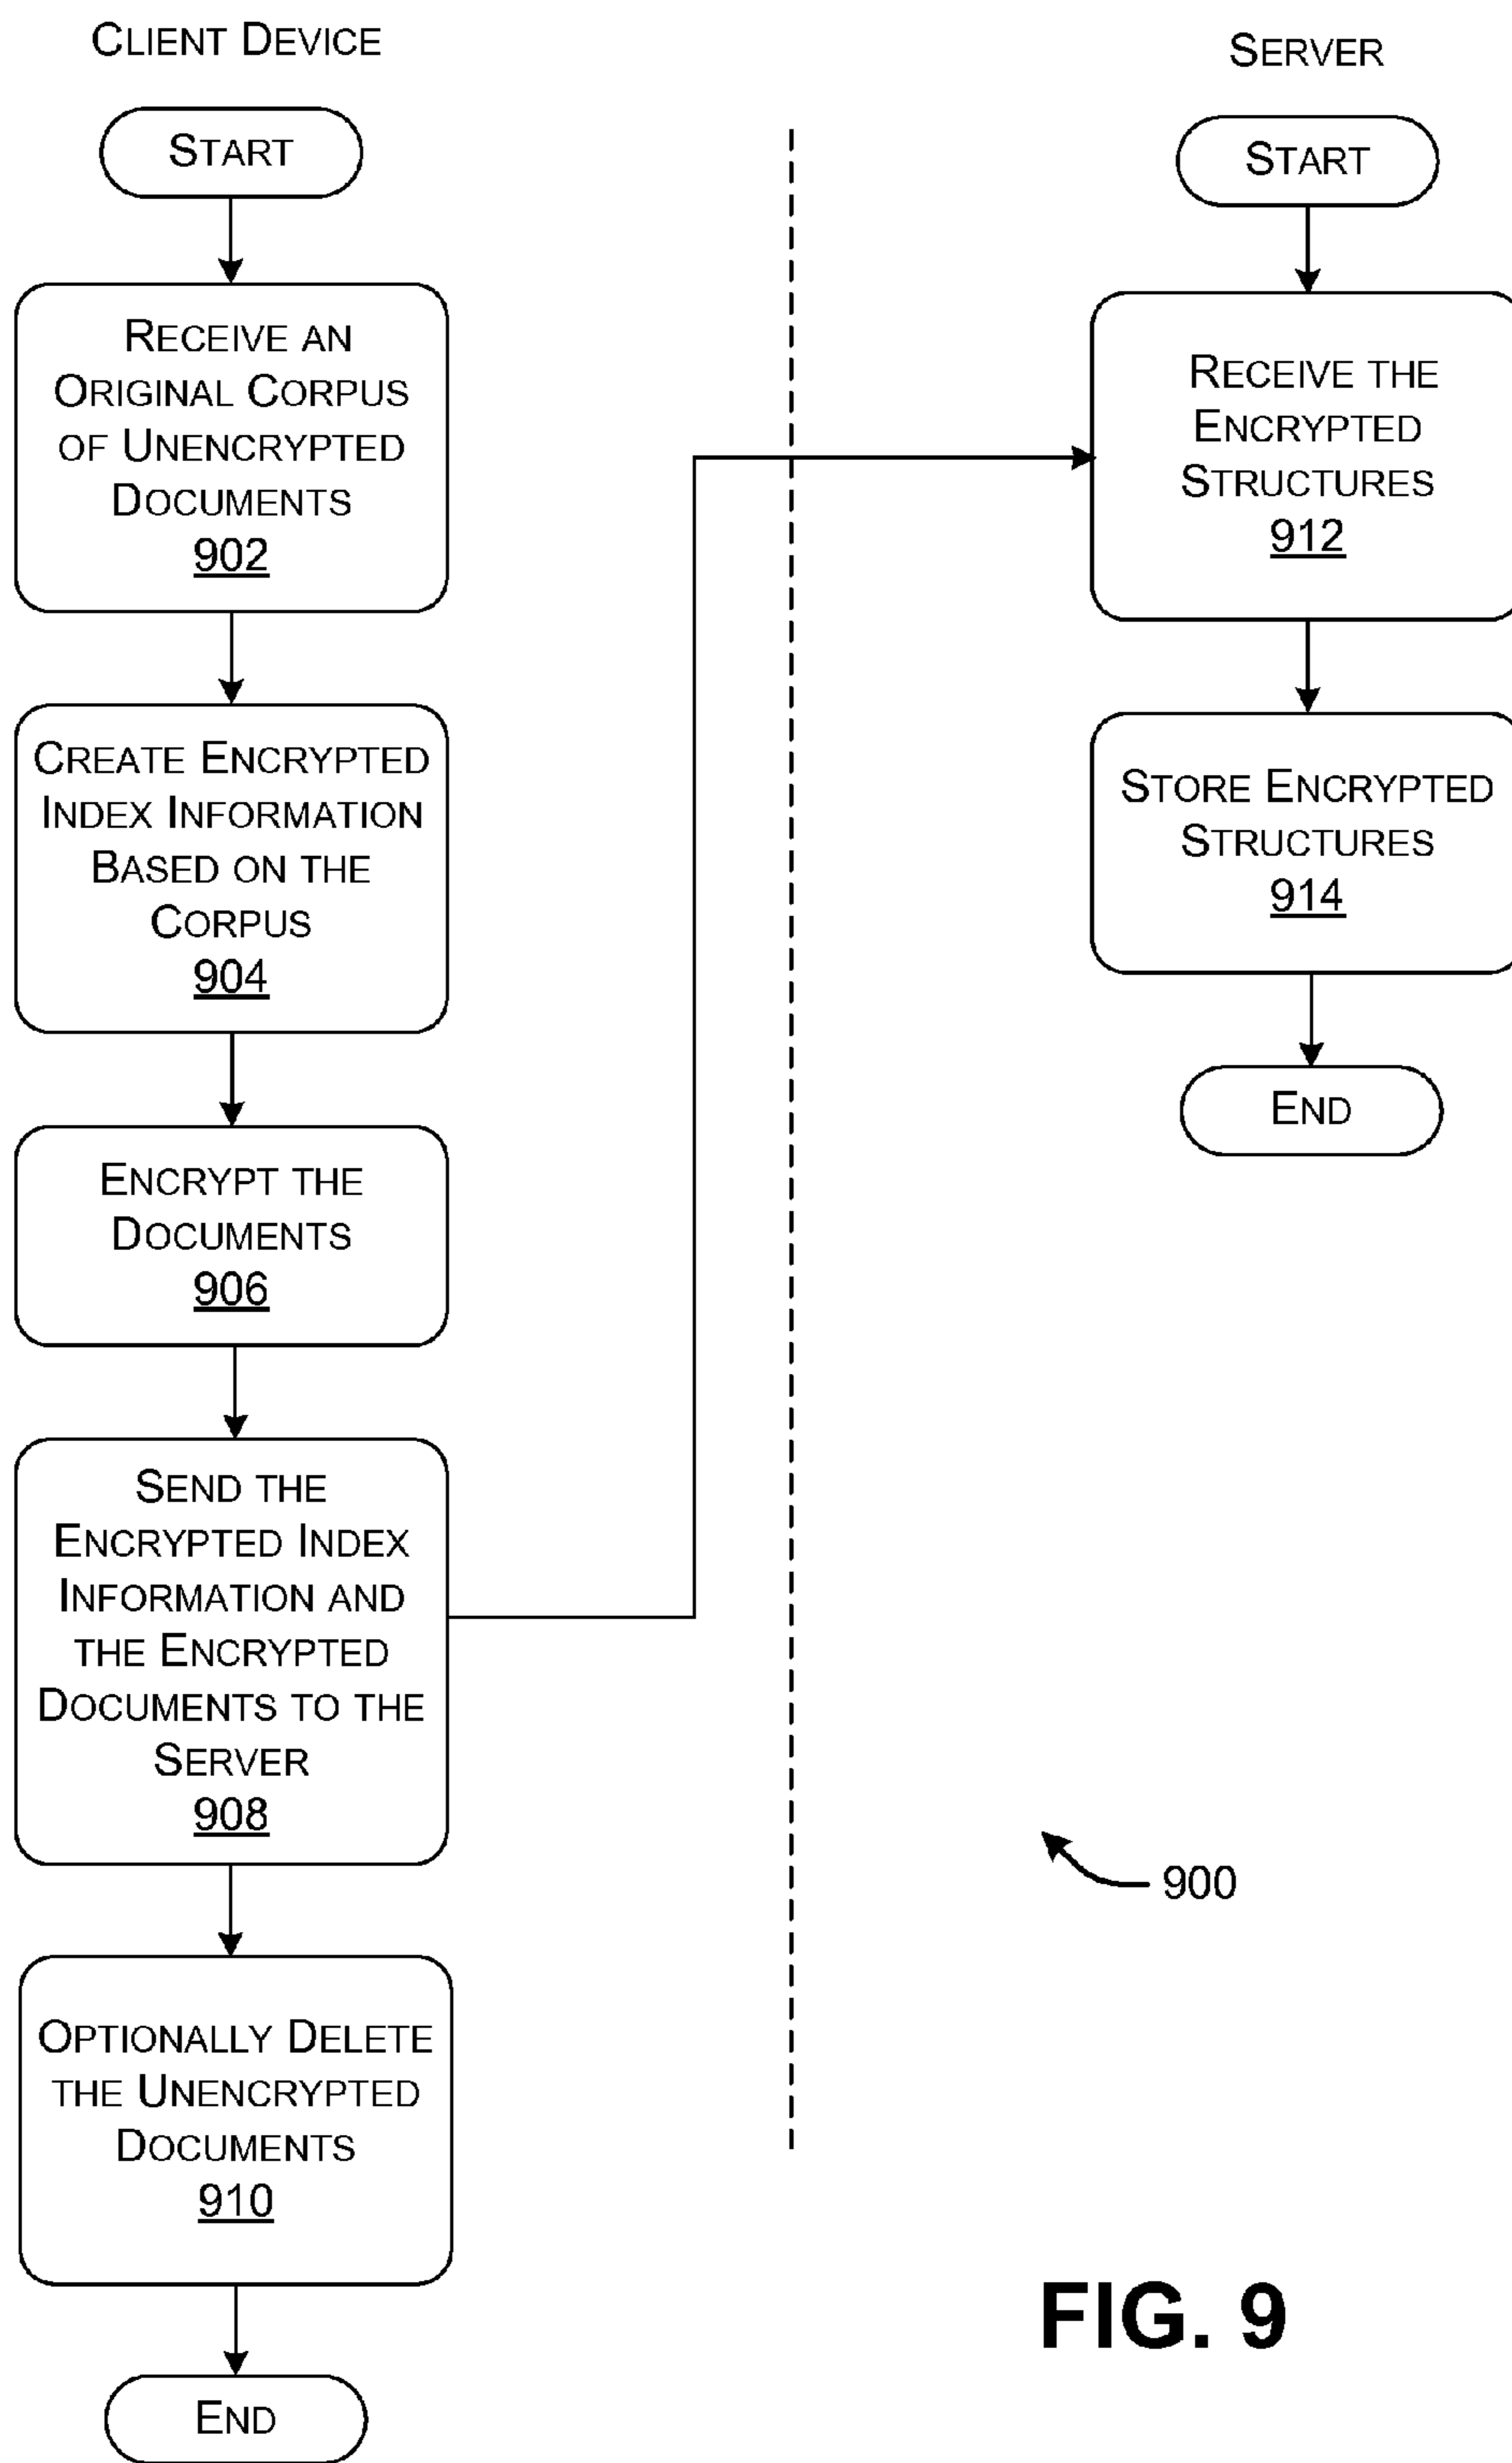 CLIENT DEVICE
START
RECEIVE AN
ORIGINAL CORPUS
OF UNENCRYPTED
DOCUMENTS
902
CREATE ENCRYPTED
INDEX INFORMATION
BASED ON THE
CORPUS
904
ENCRYPT THE
DOCUMENTS
906
SEND THE
ENCRYPTED INDEX
INFORMATION AND
THE ENCRYPTED
DOCUMENTS TO THE
SERVER
908
OPTIONALLY DELETE
THE UNENCRYPTED
DOCUMENTS
910
END
SERVER
START
RECEIVE THE
ENCRYPTED
STRUCTURES
912
STORE ENCRYPTED
STRUCTURES
914
END
900
FIG. 9